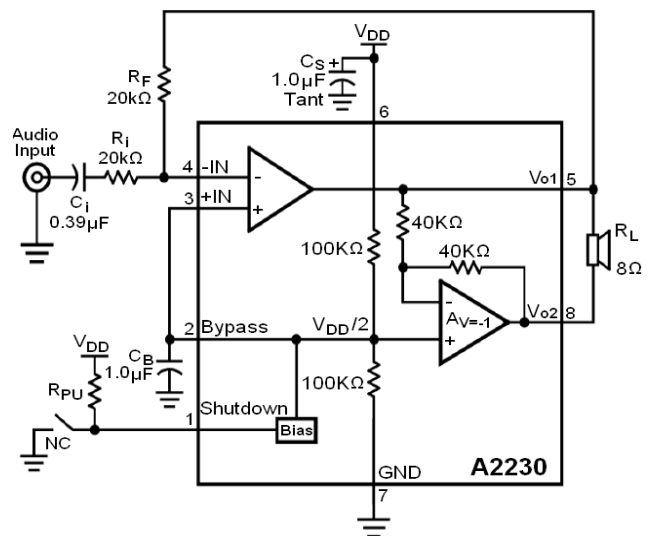 VDD
CS +
1.0µF
Tant
RF
20kΩ
6
Audio
Input
Ri
20kΩ
4 -IN
-
Vo1 5
3 +IN
+
Ci
0.39µF
40KΩ
RL
8Ω
100KΩ
40KΩ
-
AV=-1
Vo2 8
2 Bypass
VDD/2
+
VDD
CB
1.0µF
RPU
100KΩ
Shutdown
1
Bias
NC
GND
A2230
7